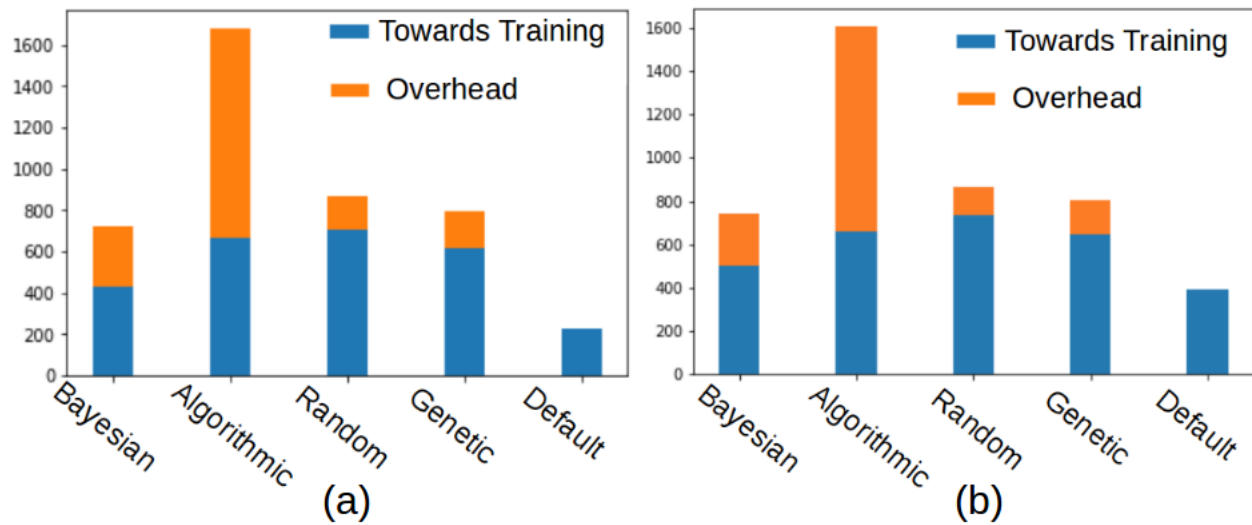 1600
1400
1200
1000
800
600
400
200
0
Towards Training
Overhead
Bayesian
Algorithmic
Random
Genetic
Default
(a)
1600
1400
1200
1000
800
600
400
200
0
Towards Training
Overhead
Bayesian
Algorithmic
Random
Genetic
Default
(b)